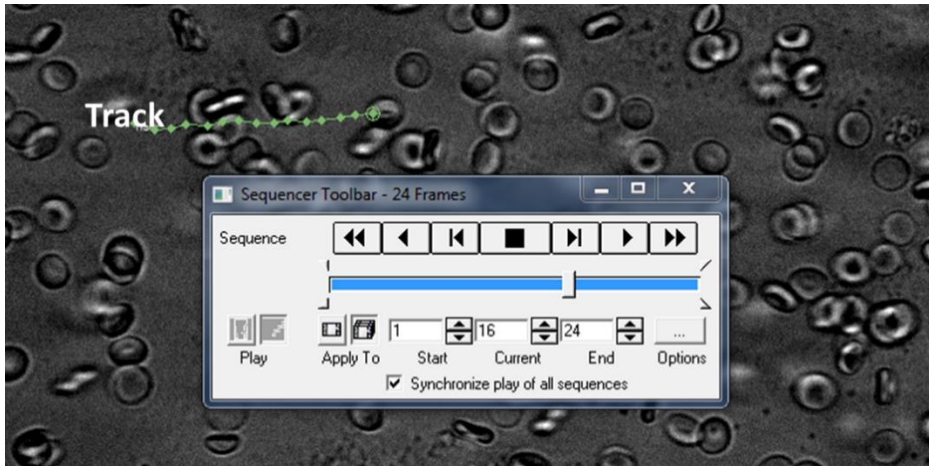 Track
Sequencer Toolbar - 24 Frames
Sequence
1 16 24 ...
Play Apply To Start Current End Options
Synchronize play of all sequences